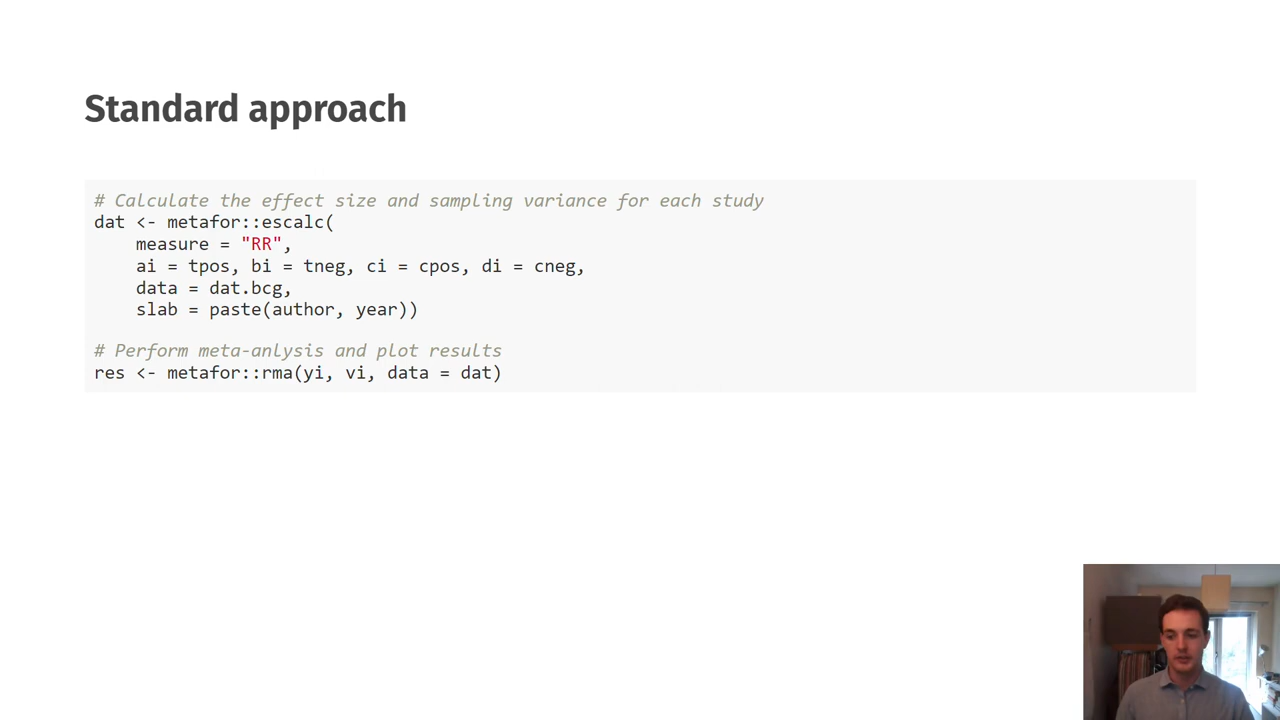 Standard approach
# Calculate the effect size and sampling variance for each study
dat <- metafor::escalc(
    measure = "RR",
    ai = tpos, bi = tneg, ci = cpos, di = cneg,
    data = dat.bcg,
    slab = paste(author, year))
# Perform meta-anlysis and plot results
res <- metafor::rma(yi, vi, data = dat)